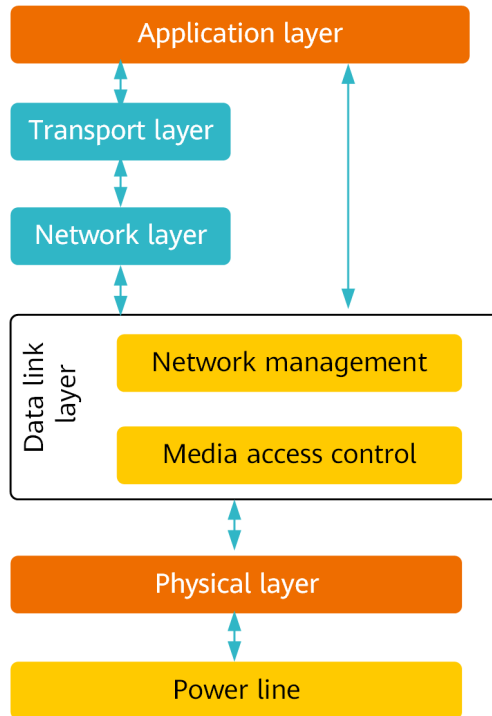 Application layer
Transport layer
Network layer
Data link
layer
Network management
Media access control
Physical layer
Power line